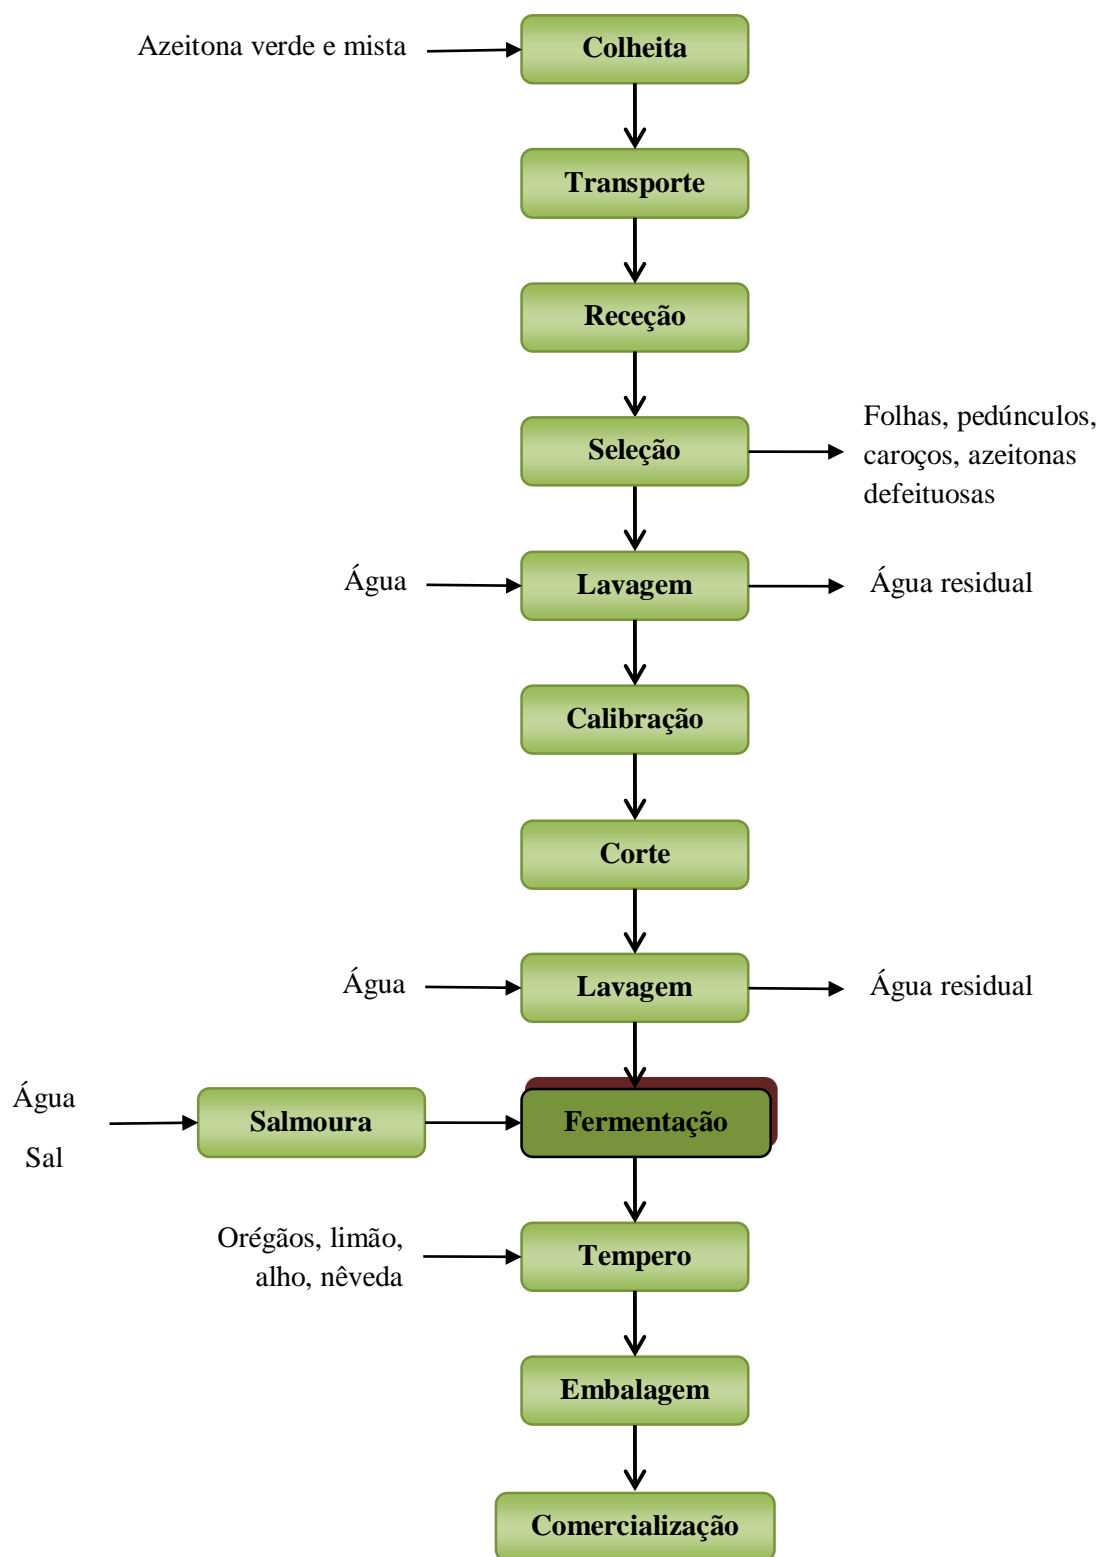 Azeitona verde e mista
Colheita
Transporte
Receção
Seleção
Folhas, pedúnculos,
caroços, azeitonas
defeituosas
Água
Lavagem
Água residual
Calibração
Corte
Água
Lavagem
Água residual
Água
Sal
Salmoura
Fermentação
Orégãos, limão,
alho, nêveda
Tempero
Embalagem
Comercialização